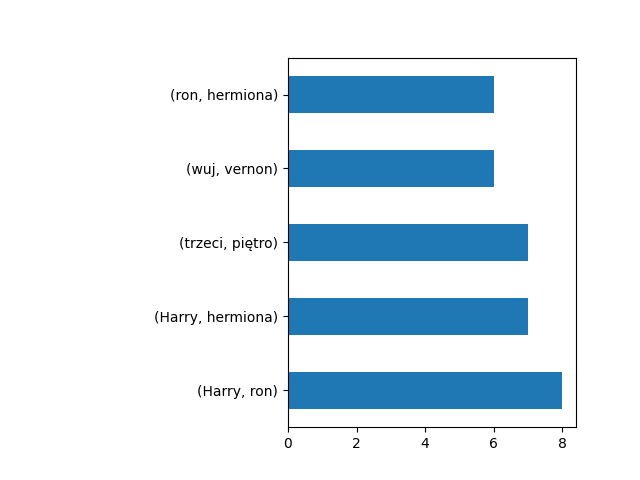 (ron, hermiona)
(wuj, vernon)
(trzeci, piętro)
(Harry, hermiona)
(Harry, ron)
0 2 4 6 8